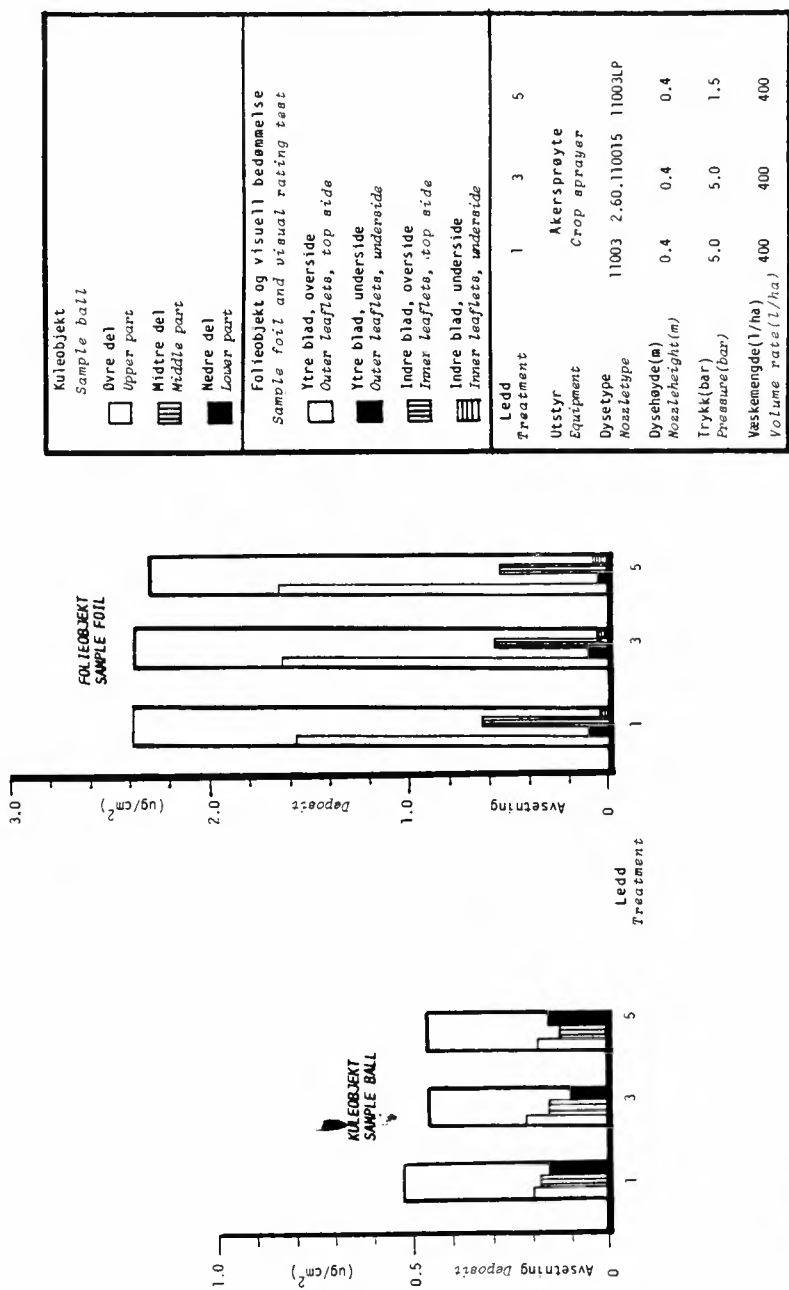 KULEOBJEKT
SAMPLE BALL
(ug/cm²)
Avsetning Deposit
1.0
0.5
0
1
3
5
Ledd
Treatment
FOLIEOBJEKT
SAMPLE FOIL
(ug/cm²)
Deposit
Avsetning
3.0
2.0
1.0
0
1
3
5
Kuleobjekt
Sample ball
Ovre del
Upper part
Midtre del
Middle part
Nedre del
Lower part
Folieobjekt og visuell bedømmelse
Sample foil and visual rating test
Ytre blad, overside
Outer leaflets, top side
Ytre blad, underside
Outer leaflets, underside
Indre blad, overside
Inner leaflets, top side
Indre blad, underside
Inner leaflets, underside
Ledd 1 3 5
Treatment
Utstyr Åkersprøyte
Equipment Crop sprayer
Dysetype 11003 2.60.110015 11003LP
Nozzletype
Dysehøyde(m) 0.4 0.4 0.4
Nozzleheight(m)
Trykk(bar) 5.0 5.0 1.5
Pressure(bar)
Væskemengde(l/ha) 400 400 400
Volume rate(l/ha)